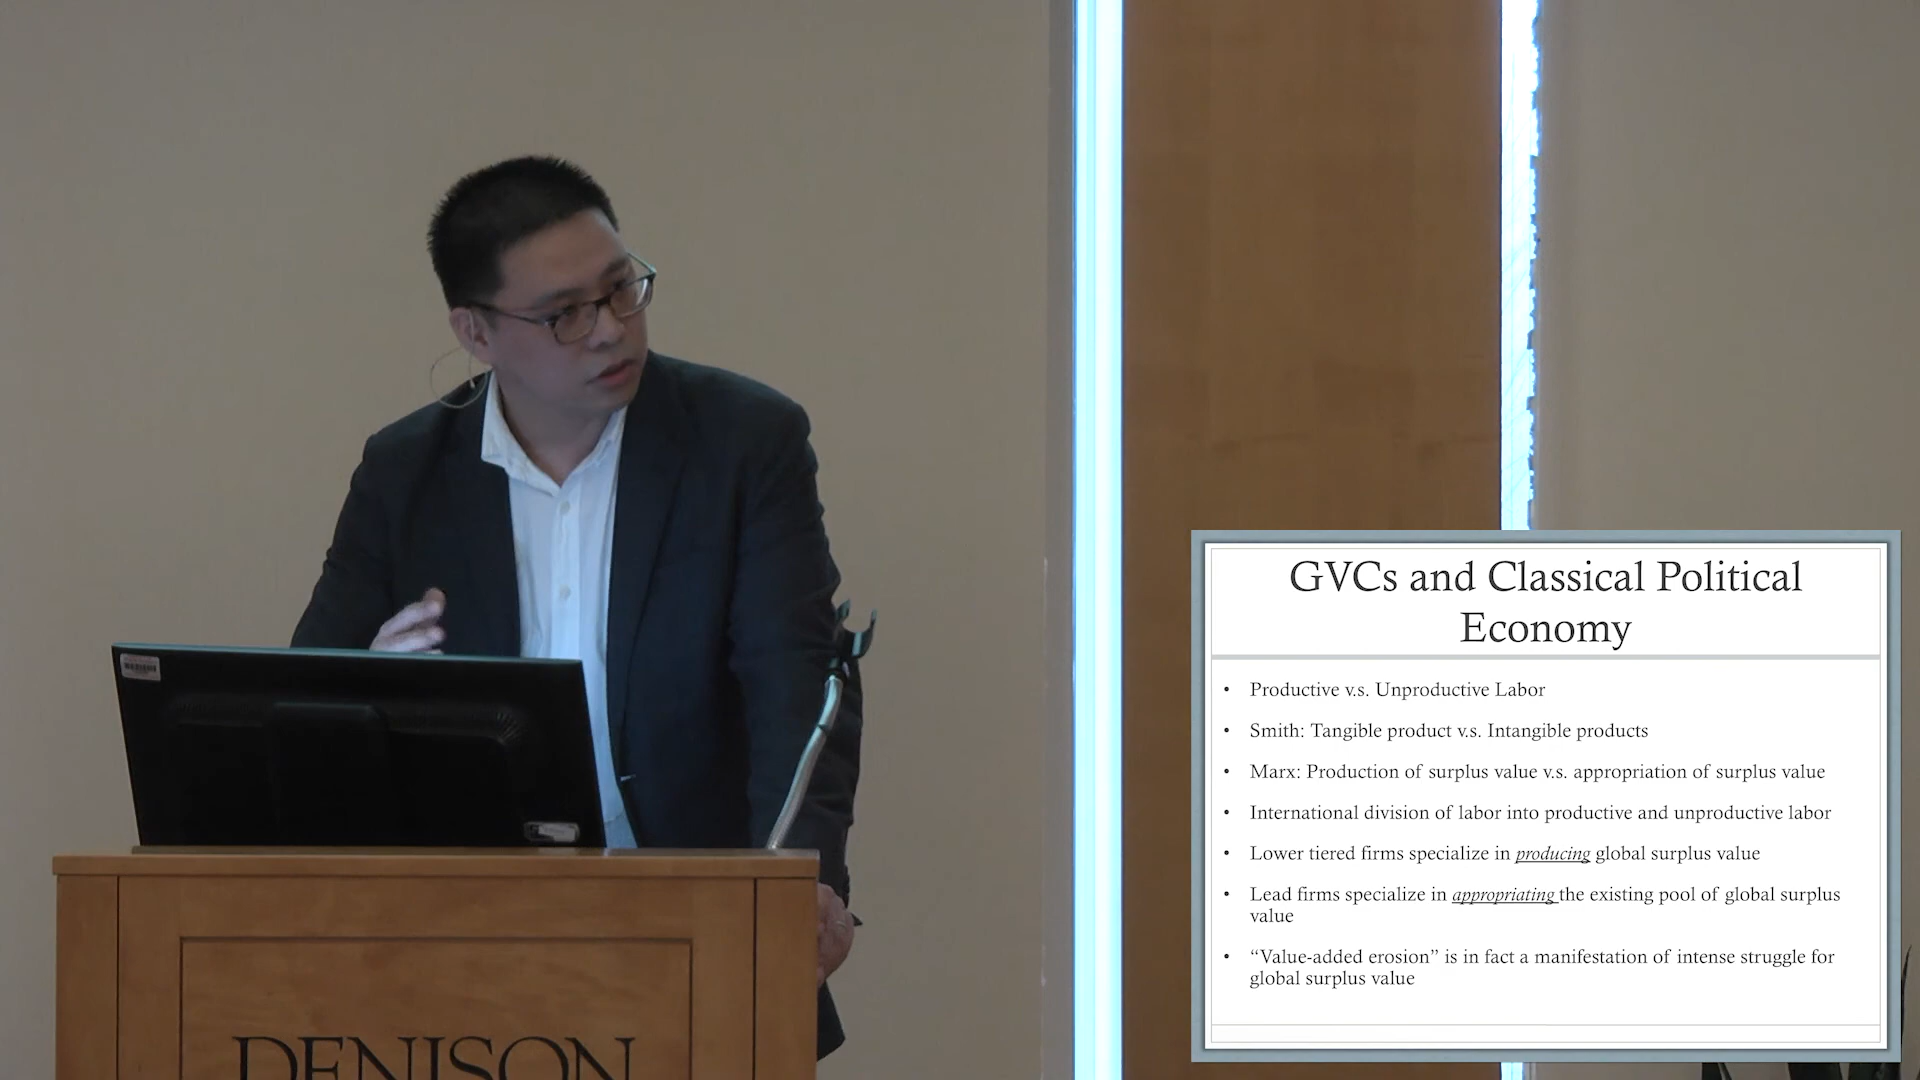 GVCs and Classical Political
Economy
• Productive v.s. Unproductive Labor
• Smith: Tangible product v.s. Intangible products
• Marx: Production of surplus value v.s. appropriation of surplus value
• International division of labor into productive and unproductive labor
• Lower tiered firms specialize in producing global surplus value
• Lead firms specialize in appropriating the existing pool of global surplus
value
• “Value-added erosion” is in fact a manifestation of intense struggle for
global surplus value
DENISON